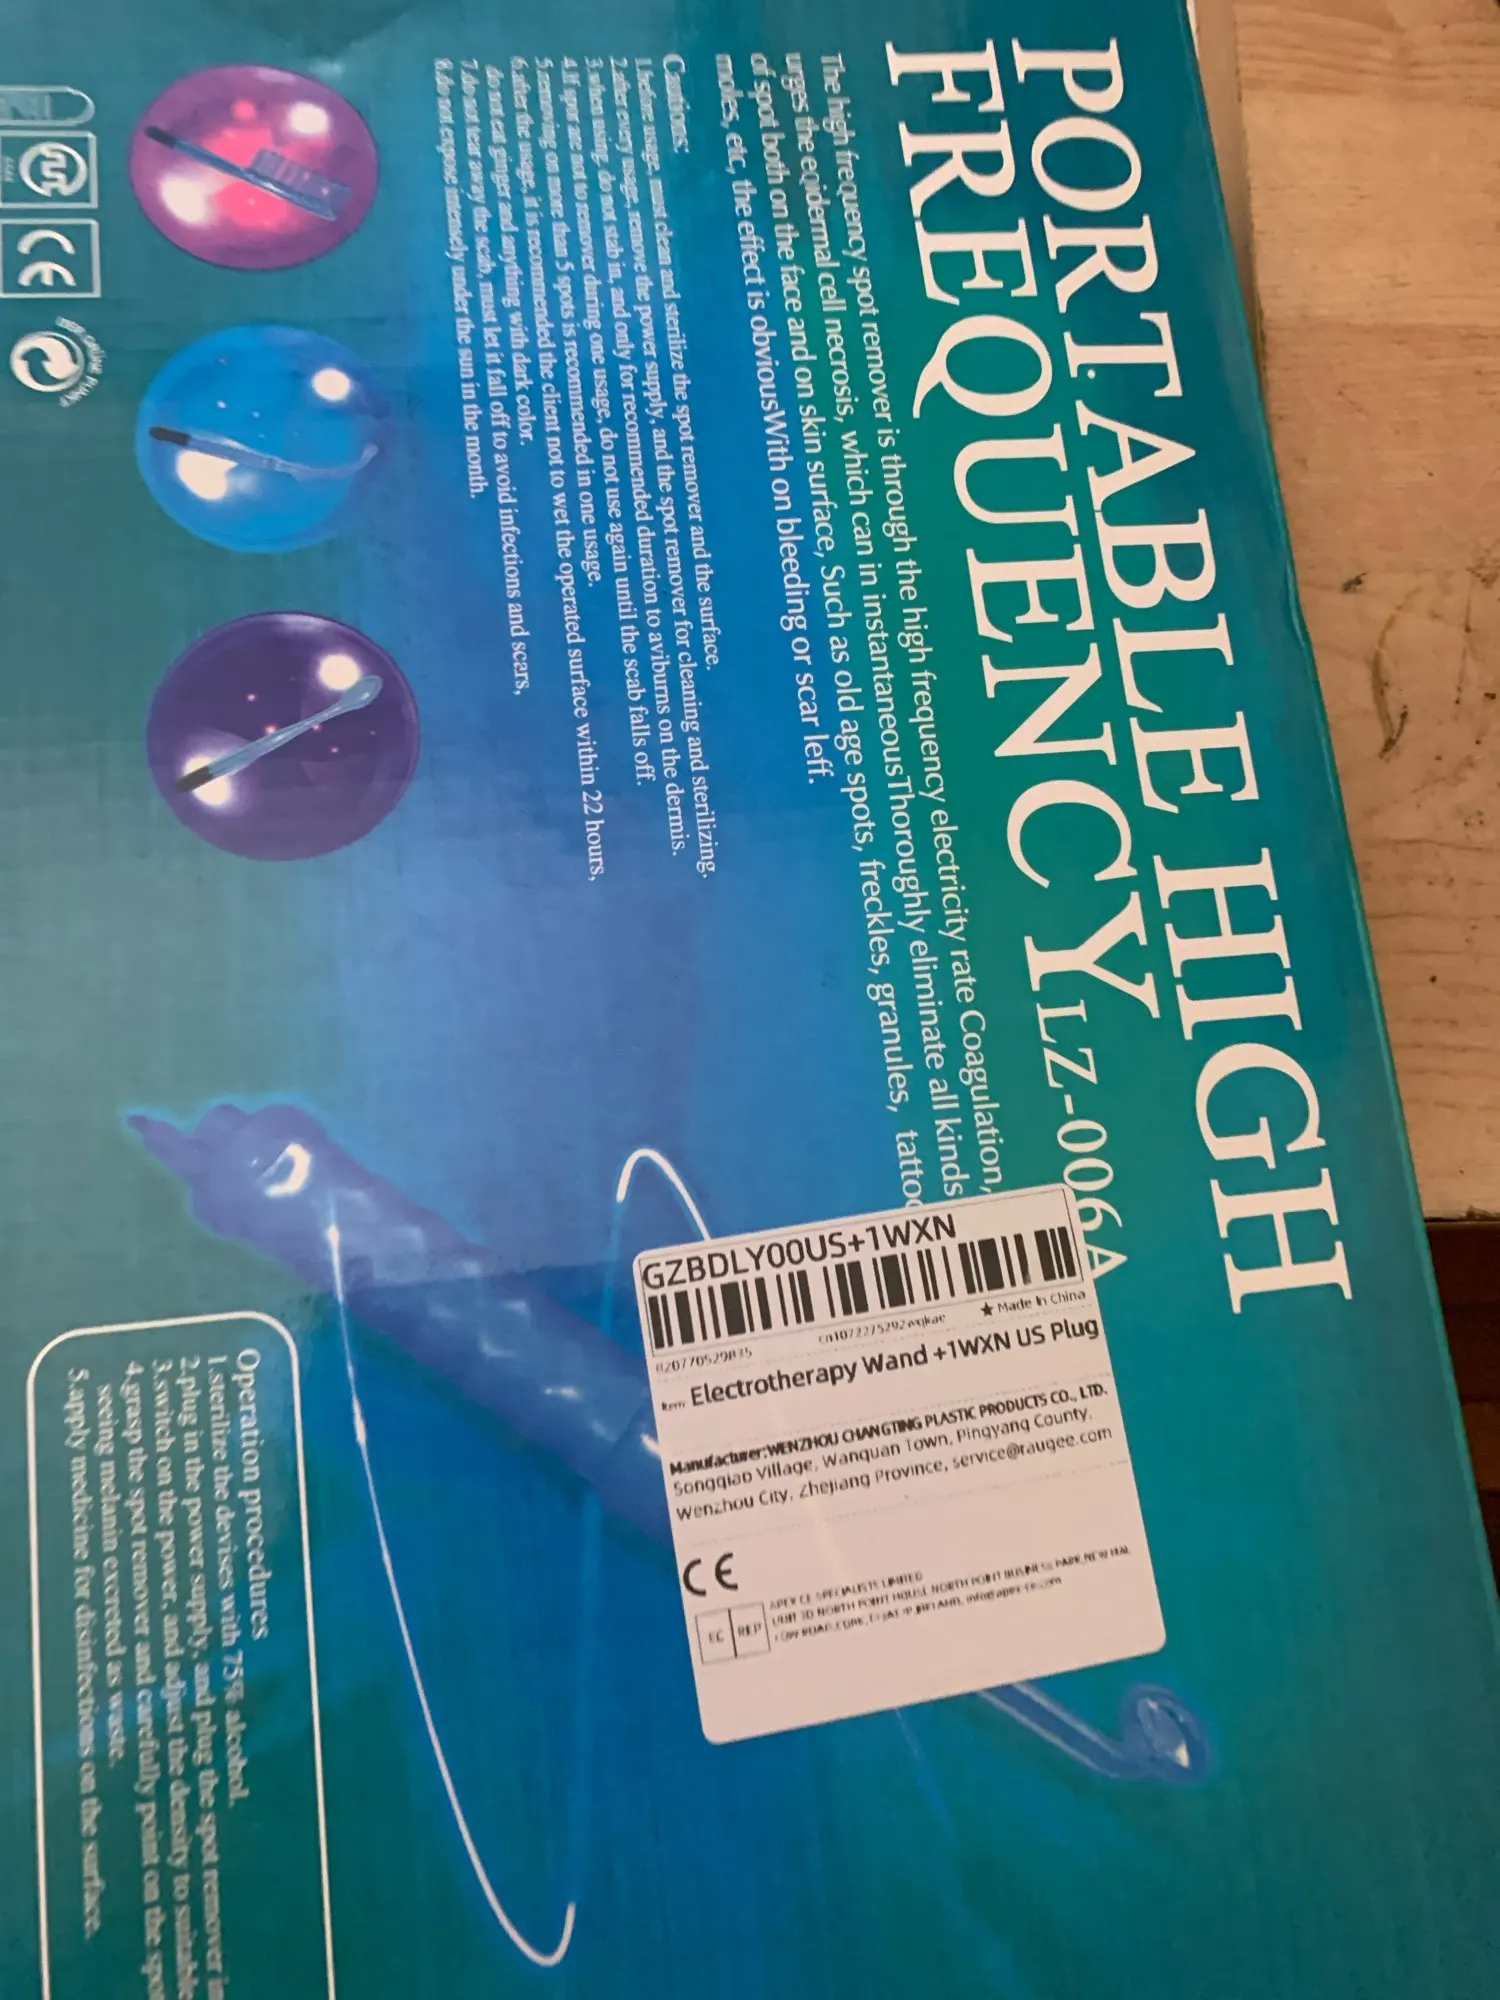 PORTABLE HIGH
FREQUENCY LZ-006A
The high frequency spot remover is through the high frequency electricity rate Coagulation,
urges the eqidermal cell necrosis, which can in instantaneousThoroughly eliminate all kinds
of spot both on the face and on skin surface, Such as old age spots, freckles, granules, tattoo
moles, etc, the effect is obviousWith on bleeding or scar leff.
Cautions:
1.before usage, must clean and sterilize the spot remover and the surface.
2.after every usage, remove the power supply, and the spot remover for cleaning and sterilizing.
3.when using, do not stab in, and only for recommended duration to aviburns on the dermis.
4.If spor are not to remover during one usage, do not use again until the scab falls off.
5.removing on more than 5 spots is recommended in one usage.
6.after the usage, it is recommended the client not to wet the operated surface within 22 hours,
do not eat ginger and anything with dark color.
7.do not tear away the scab, must let it fall off to avoid infections and scars,
8.do not expose intensely under the sun in the month.
CE
DER GRÜNE PUNKT
GZBDLY00US+1WXN
★ Made In China
Item: Electrotherapy Wand +1WXN US Plug
Manufacturer:WENZHOU CHANGTING PLASTIC PRODUCTS CO., LTD.
Songqiao Village, Wanquan Town, Pingyang County,
Wenzhou City, Zhejiang Province, service@raugee.com
CE
EC REP
Operation procedures
1.sterilize the devises with 75% alcohol.
2.plug in the power supply, and plug the spot remover in
3.switch on the power, and adjust the density to suitable
4.grasp the spot remover and carefully point on the spot
seeing melanin excreted as waste.
5.apply medicine for disinfections on the surface.